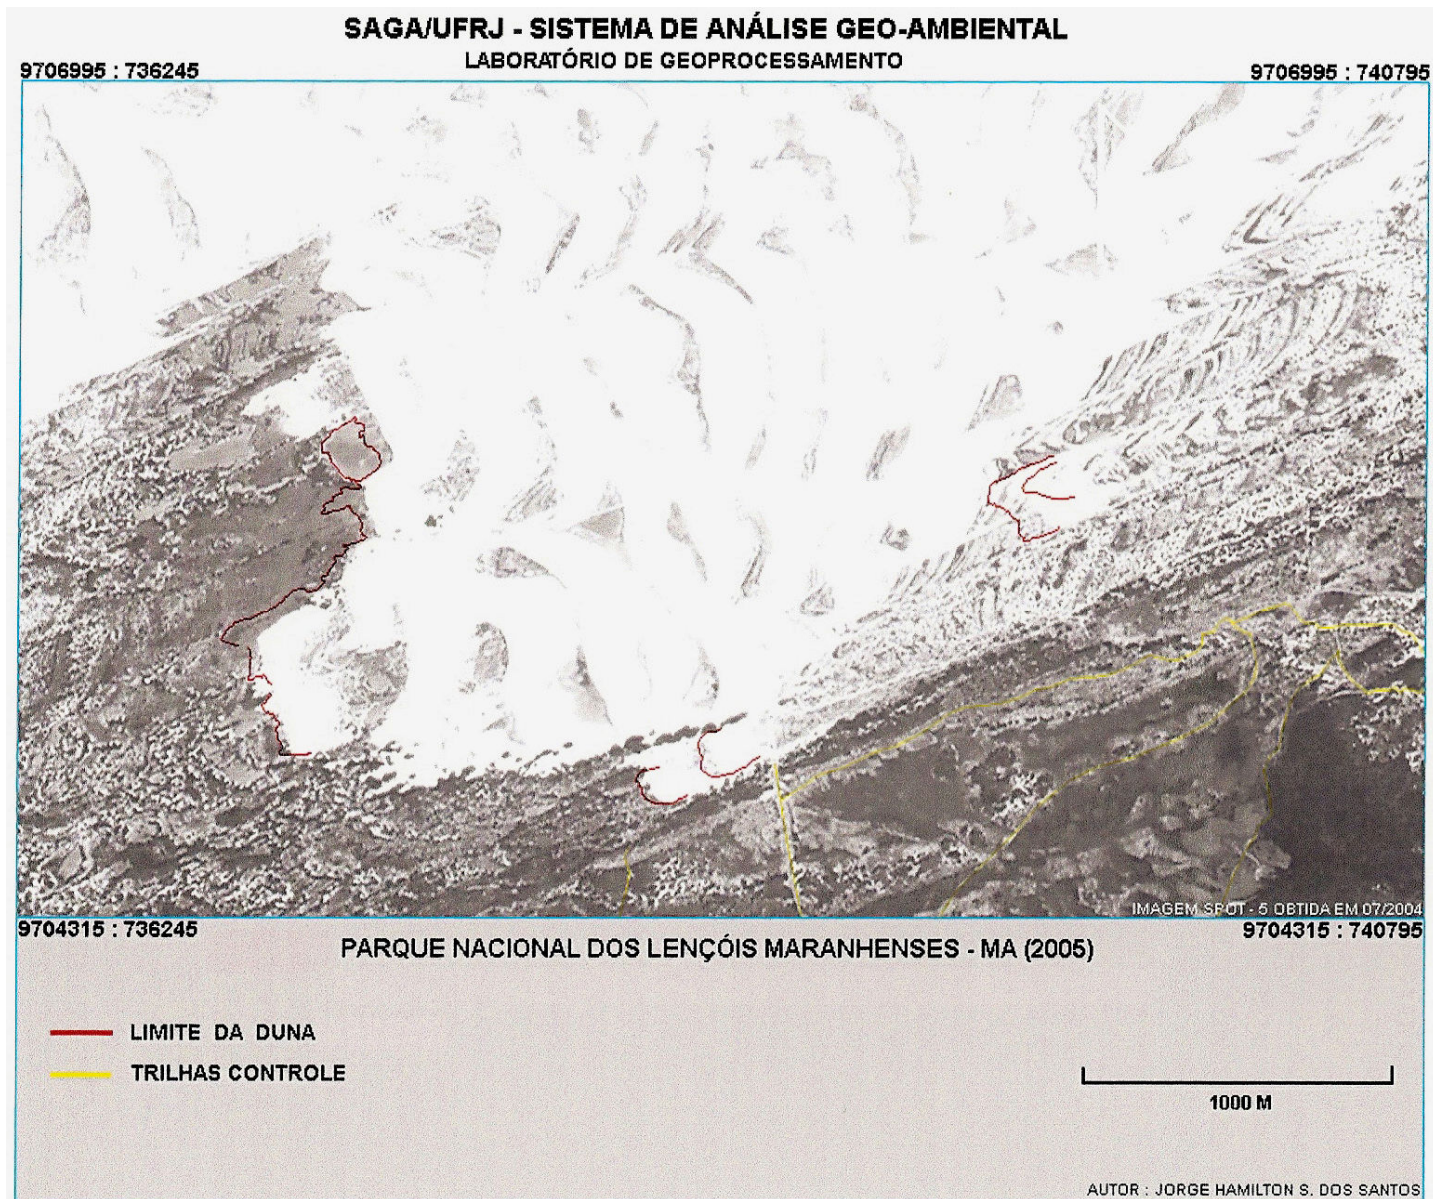 SAGA/UFRJ - SISTEMA DE ANÁLISE GEO-AMBIENTAL
LABORATÓRIO DE GEOPROCESSAMENTO
9706995 : 736245
9706995 : 740795
IMAGEM SPOT - 5 OBTIDA EM 07/2004
9704315 : 736245
9704315 : 740795
PARQUE NACIONAL DOS LENÇÓIS MARANHENSES - MA (2005)
LIMITE DA DUNA
TRILHAS CONTROLE
1000 M
AUTOR : JORGE HAMILTON S. DOS SANTOS